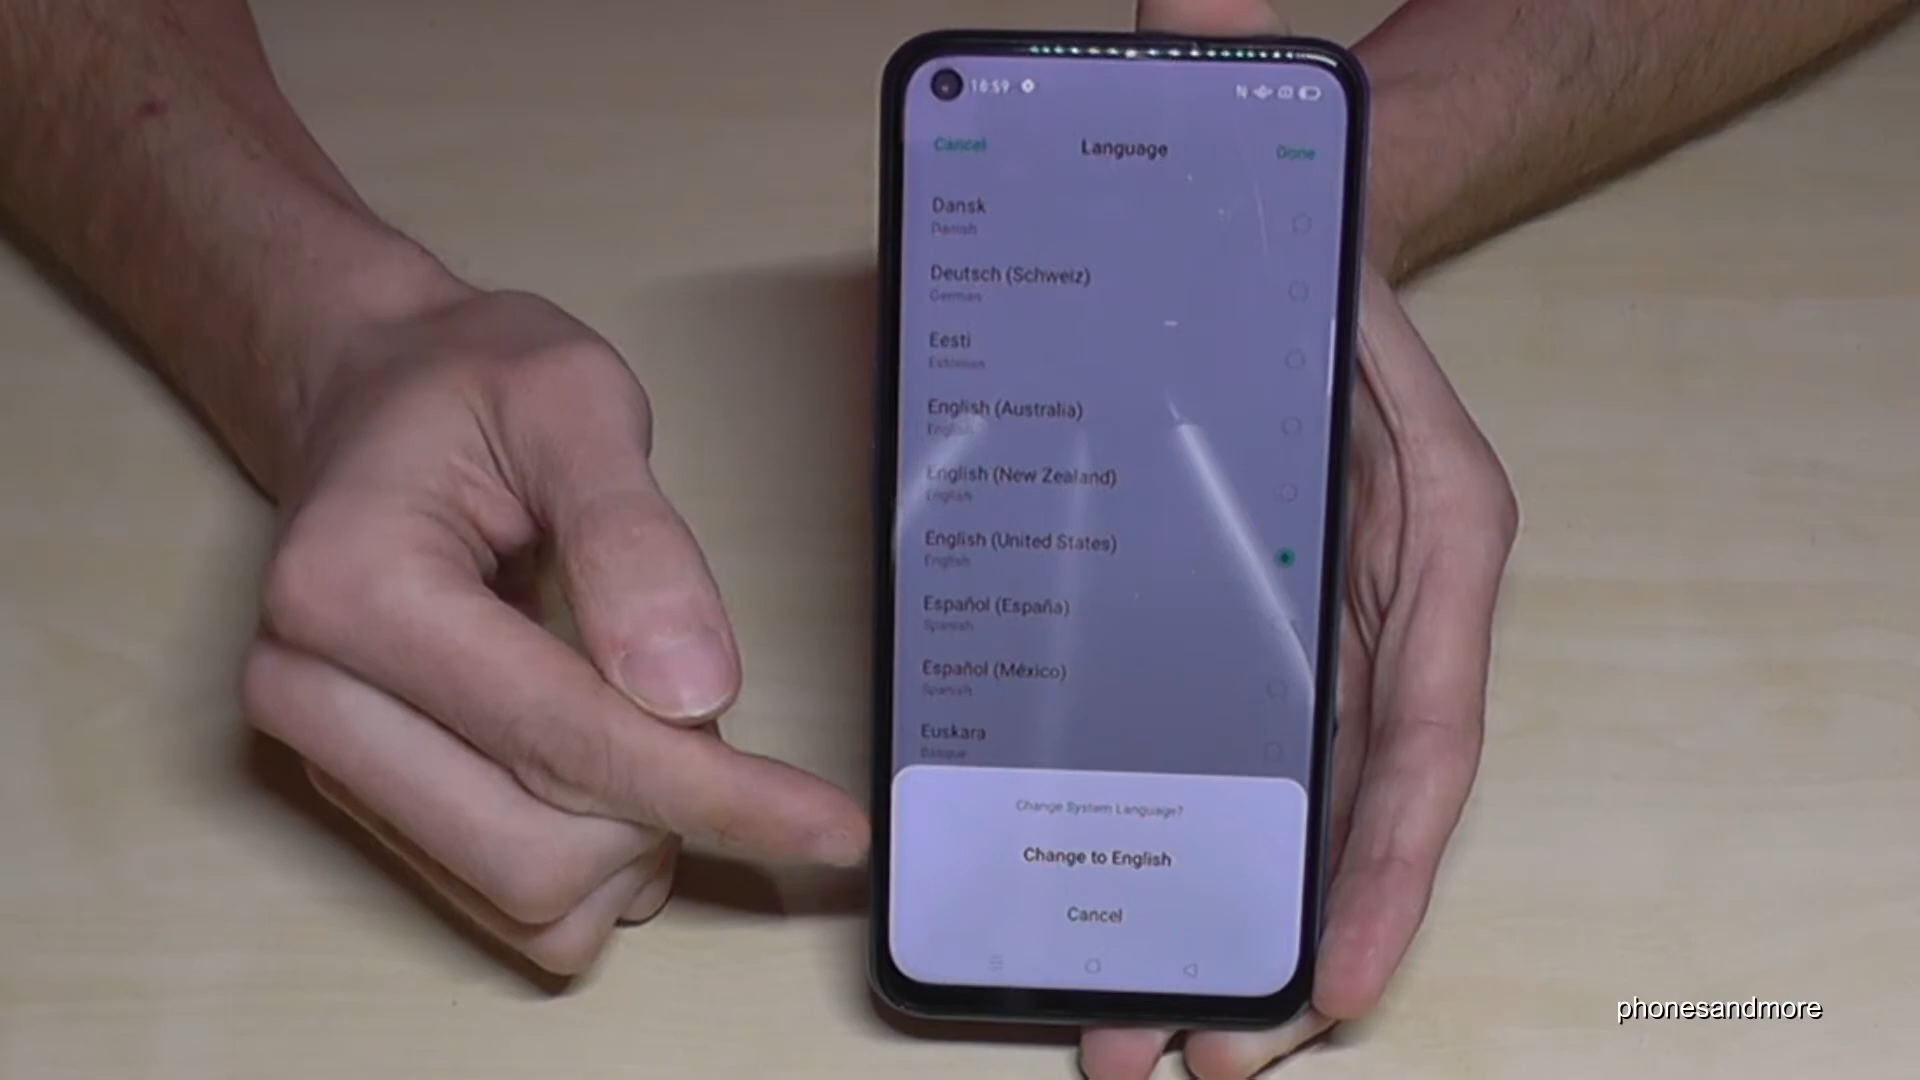 18:59
Cancel
Language
Done
Dansk
Danish
Deutsch (Schweiz)
German
Eesti
Estonian
English (Australia)
English
English (New Zealand)
English
English (United States)
English
Español (España)
Spanish
Español (México)
Spanish
Euskara
Basque
Change System Language?
Change to English
Cancel
phonesandmore